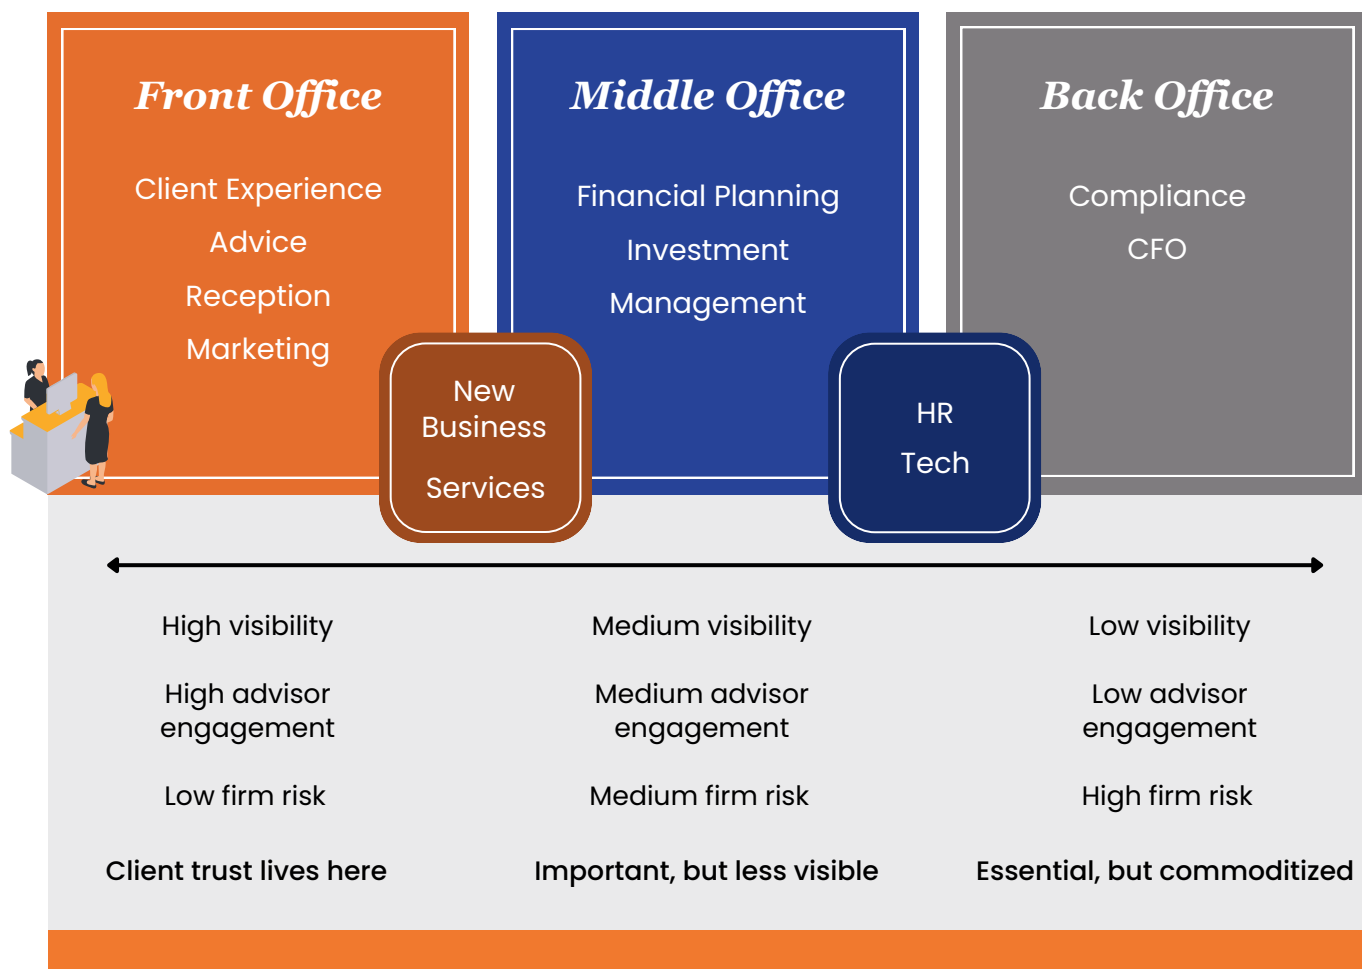 Front Office
Client Experience
Advice
Reception
Marketing
New
Business
Services
Middle Office
Financial Planning
Investment
Management
HR
Tech
Back Office
Compliance
CFO
High visibility
High advisor
engagement
Low firm risk
Client trust lives here
Medium visibility
Medium advisor
engagement
Medium firm risk
Important, but less visible
Low visibility
Low advisor
engagement
High firm risk
Essential, but commoditized